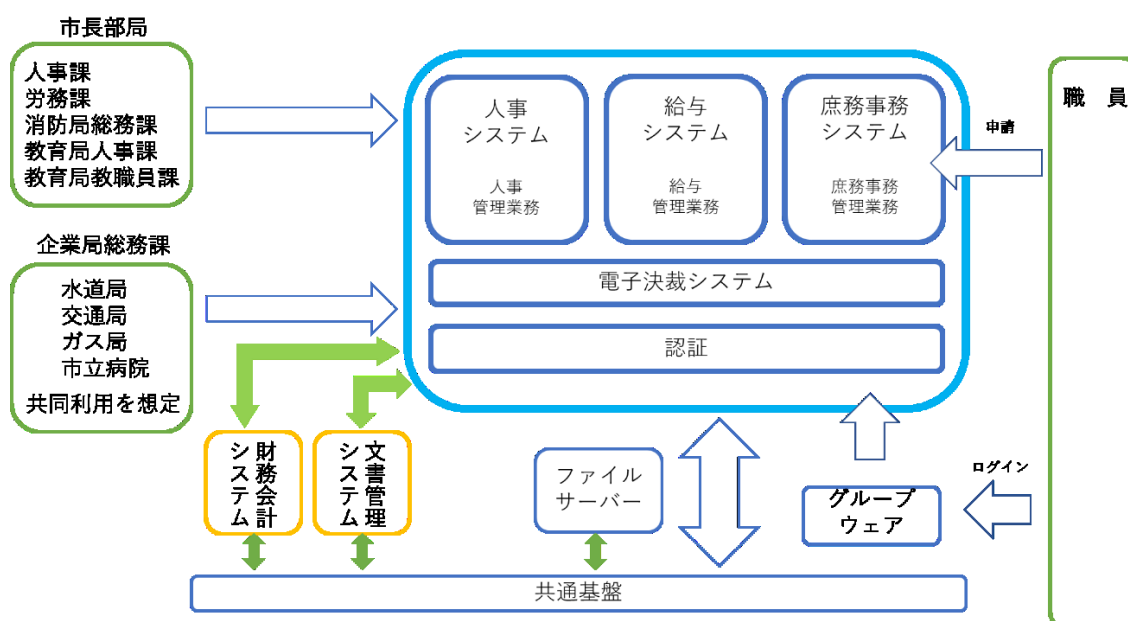 市長部局
人事課
労務課
消防局総務課
教育局人事課
教育局教職員課
企業局総務課
水道局
交通局
ガス局
市立病院
共同利用を想定
人事
システム
人事
管理業務
給与
システム
給与
管理業務
庶務事務
システム
庶務事務
管理業務
電子決裁システム
認証
申請
職　員
財務会計
システム
文書管理
システム
ファイル
サーバー
グループ
ウェア
ログイン
共通基盤